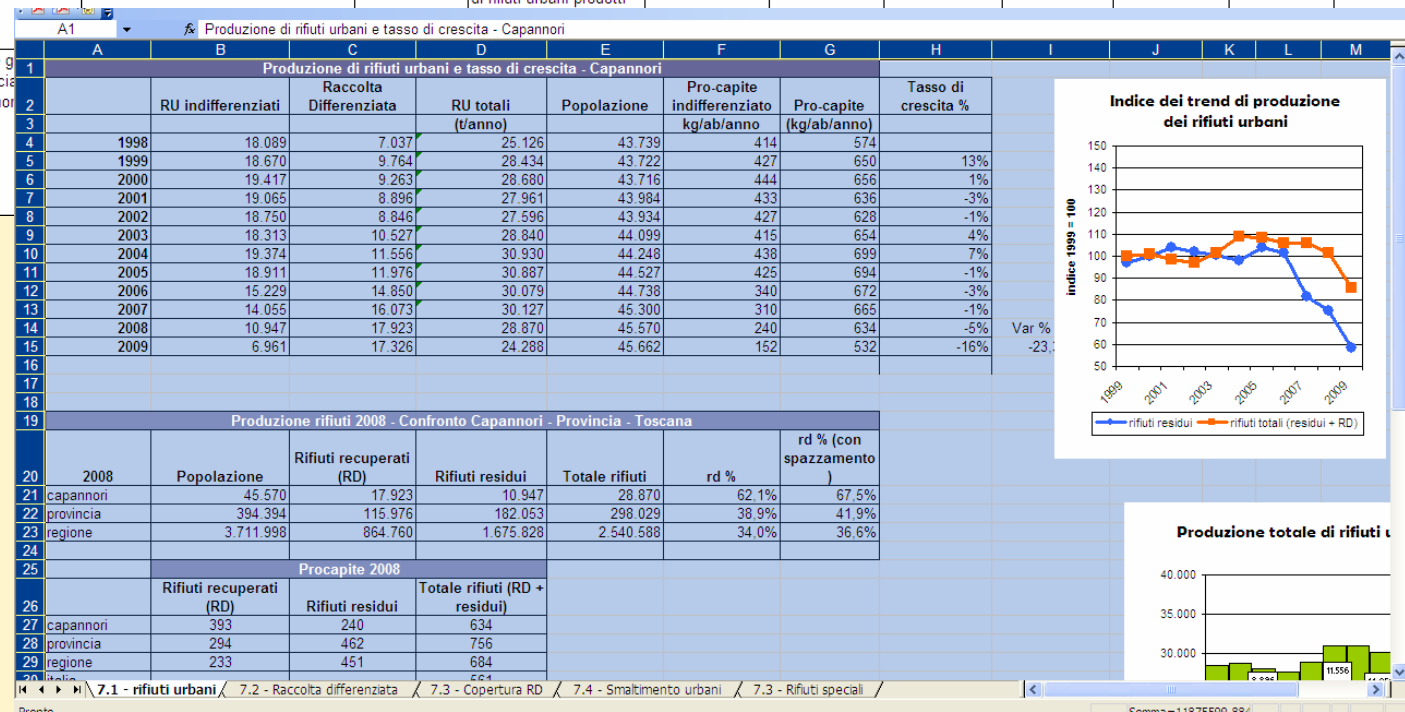 di rifiuti urbani prodotti
A1 fx Produzione di rifiuti urbani e tasso di crescita - Capannori
A B C D E F G H I J K L M
1 Produzione di rifiuti urbani e tasso di crescita - Capannori
2 RU indifferenziati Raccolta Differenziata RU totali Popolazione Pro-capite indifferenziato Pro-capite Tasso di crescita %
3 (t/anno) kg/ab/anno (kg/ab/anno)
4 1998 18.089 7.037 25.126 43.739 414 574
5 1999 18.670 9.764 28.434 43.722 427 650 13%
6 2000 19.417 9.263 28.680 43.716 444 656 1%
7 2001 19.065 8.896 27.961 43.984 433 636 -3%
8 2002 18.750 8.846 27.596 43.934 427 628 -1%
9 2003 18.313 10.527 28.840 44.099 415 654 4%
10 2004 19.374 11.556 30.930 44.248 438 699 7%
11 2005 18.911 11.976 30.887 44.527 425 694 -1%
12 2006 15.229 14.850 30.079 44.738 340 672 -3%
13 2007 14.055 16.073 30.127 45.300 310 665 -1%
14 2008 10.947 17.923 28.870 45.570 240 634 -5% Var %
15 2009 6.961 17.326 24.288 45.662 152 532 -16% -23,
16
17
18
19 Produzione rifiuti 2008 - Confronto Capannori - Provincia - Toscana
20 2008 Popolazione Rifiuti recuperati (RD) Rifiuti residui Totale rifiuti rd % rd % (con spazzamento )
21 capannori 45.570 17.923 10.947 28.870 62,1% 67,5%
22 provincia 394.394 115.976 182.053 298.029 38,9% 41,9%
23 regione 3.711.998 864.760 1.675.828 2.540.588 34,0% 36,6%
24
25 Procapite 2008
26 Rifiuti recuperati (RD) Rifiuti residui Totale rifiuti (RD + residui)
27 capannori 393 240 634
28 provincia 294 462 756
29 regione 233 451 684
Indice dei trend di produzione
dei rifiuti urbani
indice 1999 = 100
150
140
130
120
110
100
90
80
70
60
50
1999 2001 2003 2005 2007 2009
rifiuti residui rifiuti totali (residui + RD)
Produzione totale di rifiuti
40.000
35.000
30.000
11.556
7.1 - rifiuti urbani 7.2 - Raccolta differenziata 7.3 - Copertura RD 7.4 - Smaltimento urbani 7.3 - Rifiuti speciali